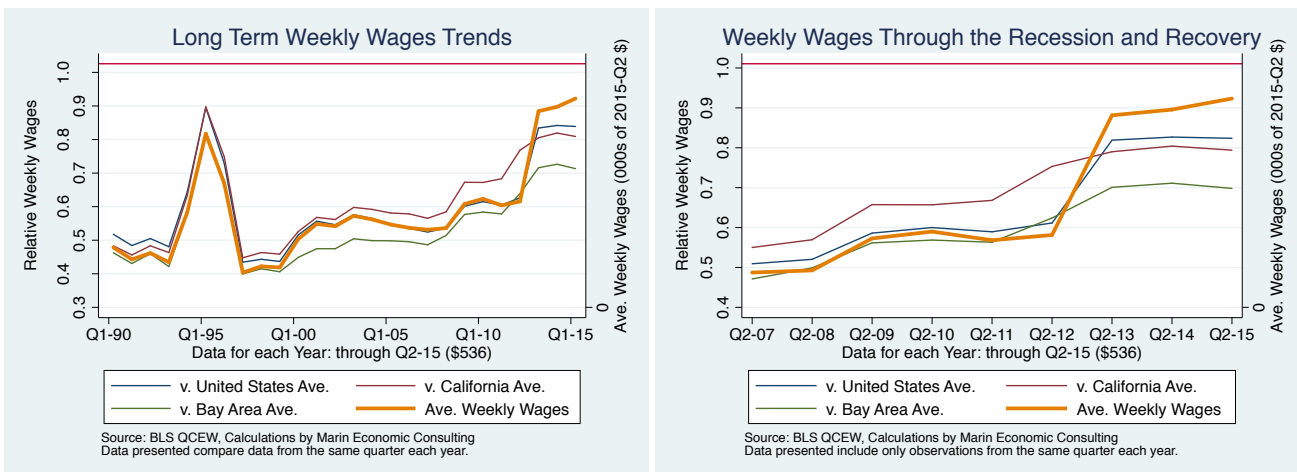 Long Term Weekly Wages Trends
Relative Weekly Wages
1.0
0.9
0.8
0.7
0.6
0.5
0.4
0.3
0
Ave. Weekly Wages (000s of 2015-Q2 $)
Q1-90 Q1-95 Q1-00 Q1-05 Q1-10 Q1-15
Data for each Year: through Q2-15 ($536)
v. United States Ave. v. California Ave.
v. Bay Area Ave. Ave. Weekly Wages
Source: BLS QCEW, Calculations by Marin Economic Consulting
Data presented compare data from the same quarter each year.
Weekly Wages Through the Recession and Recovery
Relative Weekly Wages
1.0
0.9
0.8
0.7
0.6
0.5
0.4
0
Ave. Weekly Wages (000s of 2015-Q2 $)
Q2-07 Q2-08 Q2-09 Q2-10 Q2-11 Q2-12 Q2-13 Q2-14 Q2-15
Data for each Year: through Q2-15 ($536)
v. United States Ave. v. California Ave.
v. Bay Area Ave. Ave. Weekly Wages
Source: BLS QCEW, Calculations by Marin Economic Consulting
Data presented include only observations from the same quarter each year.